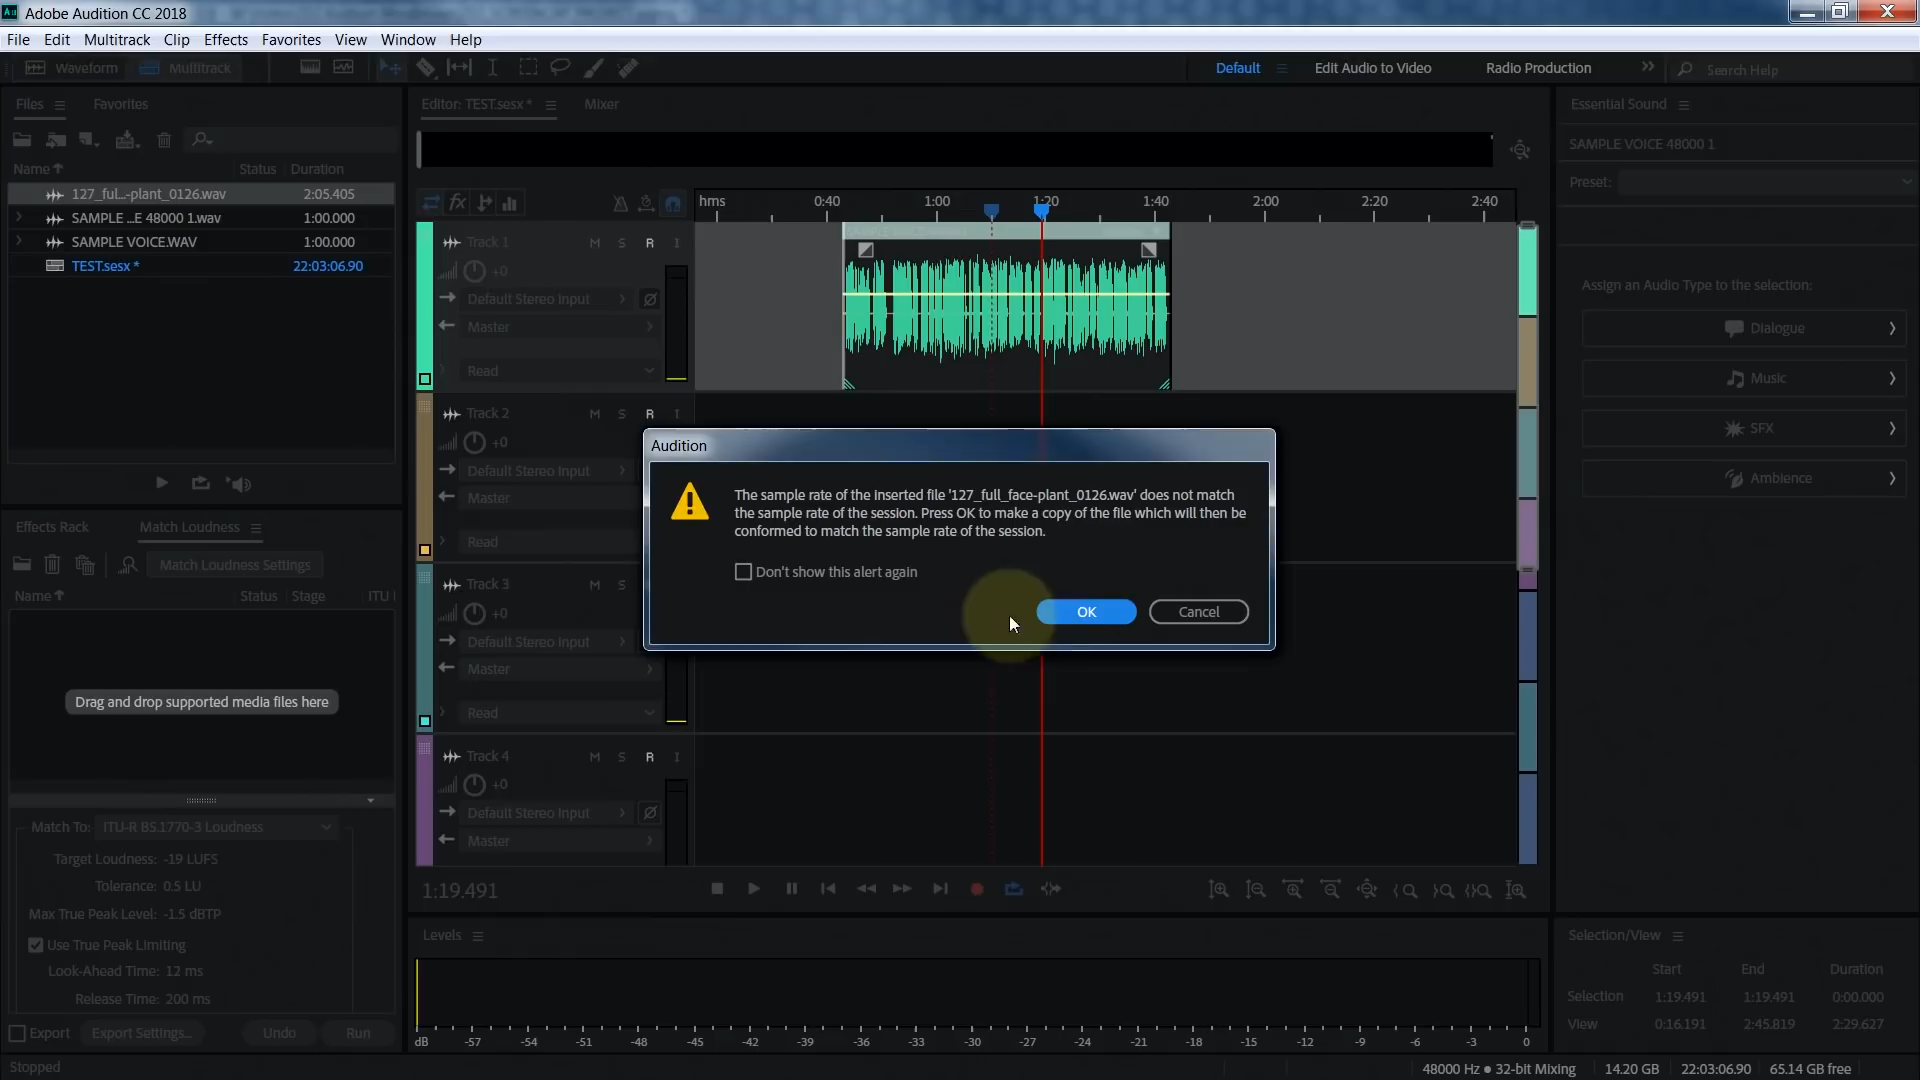 Adobe Audition CC 2018
File Edit Multitrack Clip Effects Favorites View Window Help
Waveform Multitrack
Default Edit Audio to Video Radio Production Search Help
Files Favorites
Name Status Duration
127_ful...-plant_0126.wav 2:05.405
SAMPLE ...E 48000 1.wav 1:00.000
SAMPLE VOICE.WAV 1:00.000
TEST.sesx * 22:03:06.90
Effects Rack Match Loudness
Match Loudness Settings
Name Status Stage ITU
Drag and drop supported media files here
Match To: ITU-R BS.1770-3 Loudness
Target Loudness: -19 LUFS
Tolerance: 0.5 LU
Max True Peak Level: -1.5 dBTP
Use True Peak Limiting
Look-Ahead Time: 12 ms
Release Time: 200 ms
Export Export Settings... Undo Run
Stopped
Editor: TEST.sesx * Mixer
fx
hms 0:40 1:00 1:20 1:40 2:00 2:20 2:40
Track 1 M S R I
+0
Default Stereo Input
Master
Read
Track 2 M S R I
+0
Default Stereo Input
Master
Read
Track 3 M S
+0
Default Stereo Input
Master
Read
Track 4 M S R I
+0
Default Stereo Input
Master
Audition
The sample rate of the inserted file '127_full_face-plant_0126.wav' does not match
the sample rate of the session. Press OK to make a copy of the file which will then be
conformed to match the sample rate of the session.
Don't show this alert again
OK Cancel
1:19.491
Levels
dB -57 -54 -51 -48 -45 -42 -39 -36 -33 -30 -27 -24 -21 -18 -15 -12 -9 -6 -3 0
Essential Sound
SAMPLE VOICE 48000 1
Preset:
Assign an Audio Type to the selection:
Dialogue
Music
SFX
Ambience
Selection/View
Start End Duration
Selection 1:19.491 1:19.491 0:00.000
View 0:16.191 2:45.819 2:29.627
48000 Hz ● 32-bit Mixing 14.20 GB 22:03:06.90 65.14 GB free